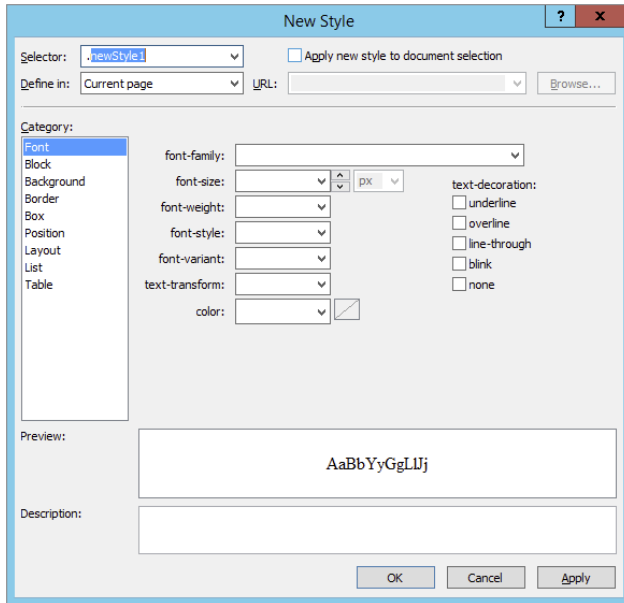 New Style
? x
Selector: .newStyle1 Apply new style to document selection
Define in: Current page URL: Browse...
Category:
Font
Block
Background
Border
Box
Position
Layout
List
Table
font-family:
font-size: px
font-weight:
font-style:
font-variant:
text-transform:
color:
text-decoration:
underline
overline
line-through
blink
none
Preview:
AaBbYyGgLlJj
Description:
OK Cancel Apply